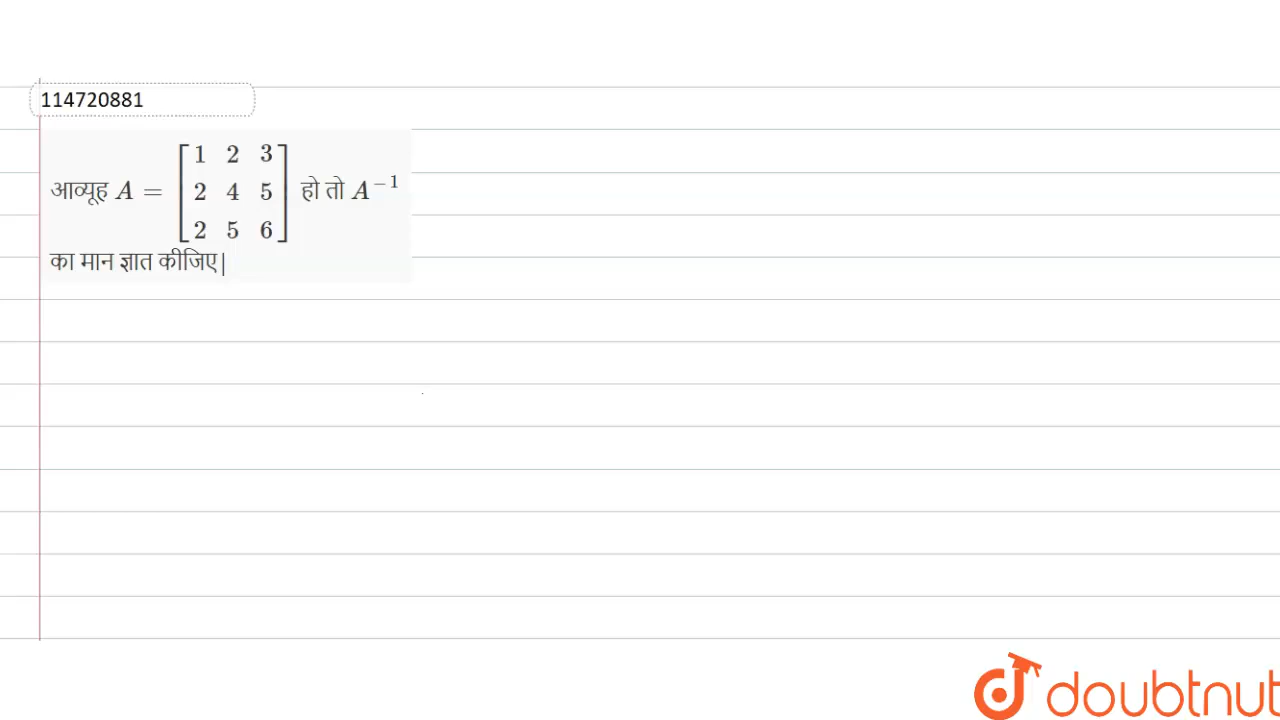 114720881
आव्यूह A = [1 2 3
2 4 5
2 5 6] हो तो A⁻¹
का मान ज्ञात कीजिए|
doubtnut